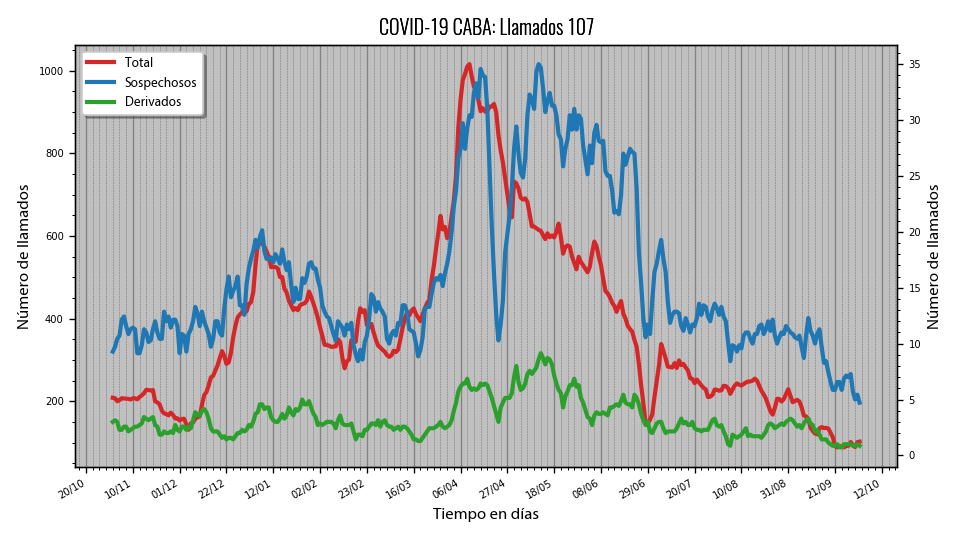 COVID-19 CABA: Llamados 107
Total
Sospechosos
Derivados
Número de llamados
1000
800
600
400
200
35
30
25
20
15
10
5
0
Número de llamados
20/10 10/11 01/12 22/12 12/01 02/02 23/02 16/03 06/04 27/04 18/05 08/06 29/06 20/07 10/08 31/08 21/09 12/10
Tiempo en días